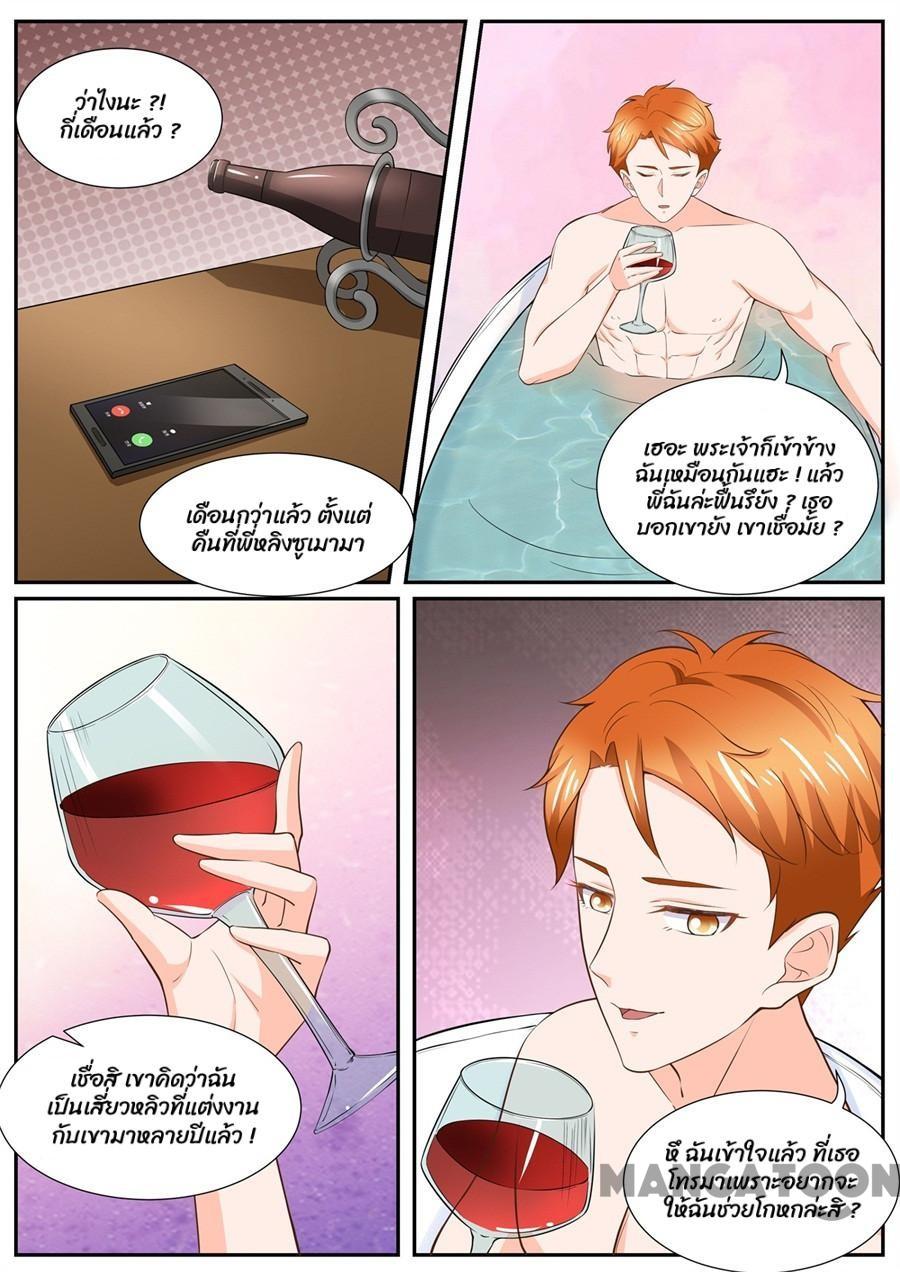 ว่าไงนะ ?!
กี่เดือนแล้ว ?
เดือนกว่าแล้ว ตั้งแต่
คืนที่พี่หลิงซูเมามา
เฮอะ พระเจ้าก็เข้าข้าง
ฉันเหมือนกันแฮะ ! แล้ว
พี่ฉันล่ะฟื้นรึยัง ? เธอ
บอกเขายัง เขาเชื่อมั้ย ?
เชื่อสิ เขาคิดว่าฉัน
เป็นเสี่ยวหลิวที่แต่งงาน
กับเขามาหลายปีแล้ว !
หึ ฉันเข้าใจแล้ว ที่เธอ
โทรมาเพราะอยากจะ
ให้ฉันช่วยโกหกล่ะสิ ?
MANGATOON